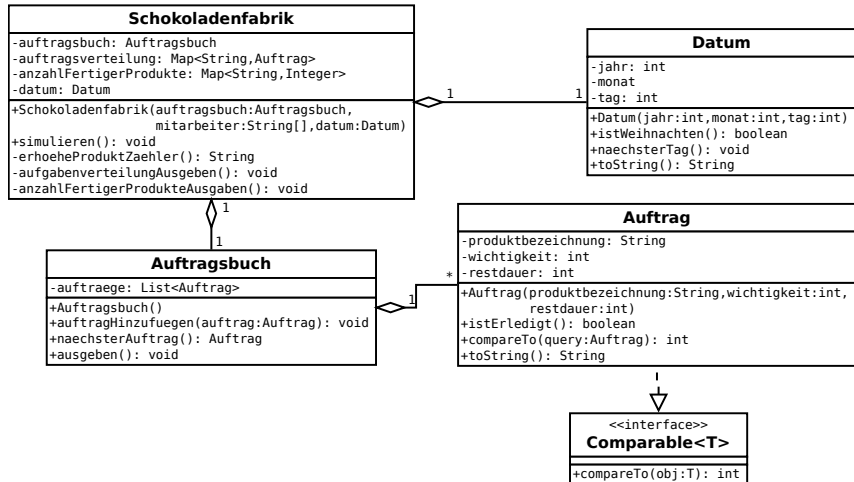 Schokoladenfabrik
-auftragsbuch: Auftragsbuch
-auftragsverteilung: Map<String,Auftrag>
-anzahlFertigerProdukte: Map<String,Integer>
-datum: Datum
+Schokoladenfabrik(auftragsbuch:Auftragsbuch,
mitarbeiter:String[],datum:Datum)
+simulieren(): void
-erhoeheProduktZaehler(): String
-aufgabenverteilungAusgeben(): void
-anzahlFertigerProdukteAusgaben(): void
1
1
Datum
-jahr: int
-monat
-tag: int
+Datum(jahr:int,monat:int,tag:int)
+istWeihnachten(): boolean
+naechsterTag(): void
+toString(): String
1
1
Auftragsbuch
-auftraege: List<Auftrag>
+Auftragsbuch()
+auftragHinzufuegen(auftrag:Auftrag): void
+naechsterAuftrag(): Auftrag
+ausgeben(): void
1
*
Auftrag
-produktbezeichnung: String
-wichtigkeit: int
-restdauer: int
+Auftrag(produktbezeichnung:String,wichtigkeit:int,
restdauer:int)
+istErledigt(): boolean
+compareTo(query:Auftrag): int
+toString(): String
<<interface>>
Comparable<T>
+compareTo(obj:T): int